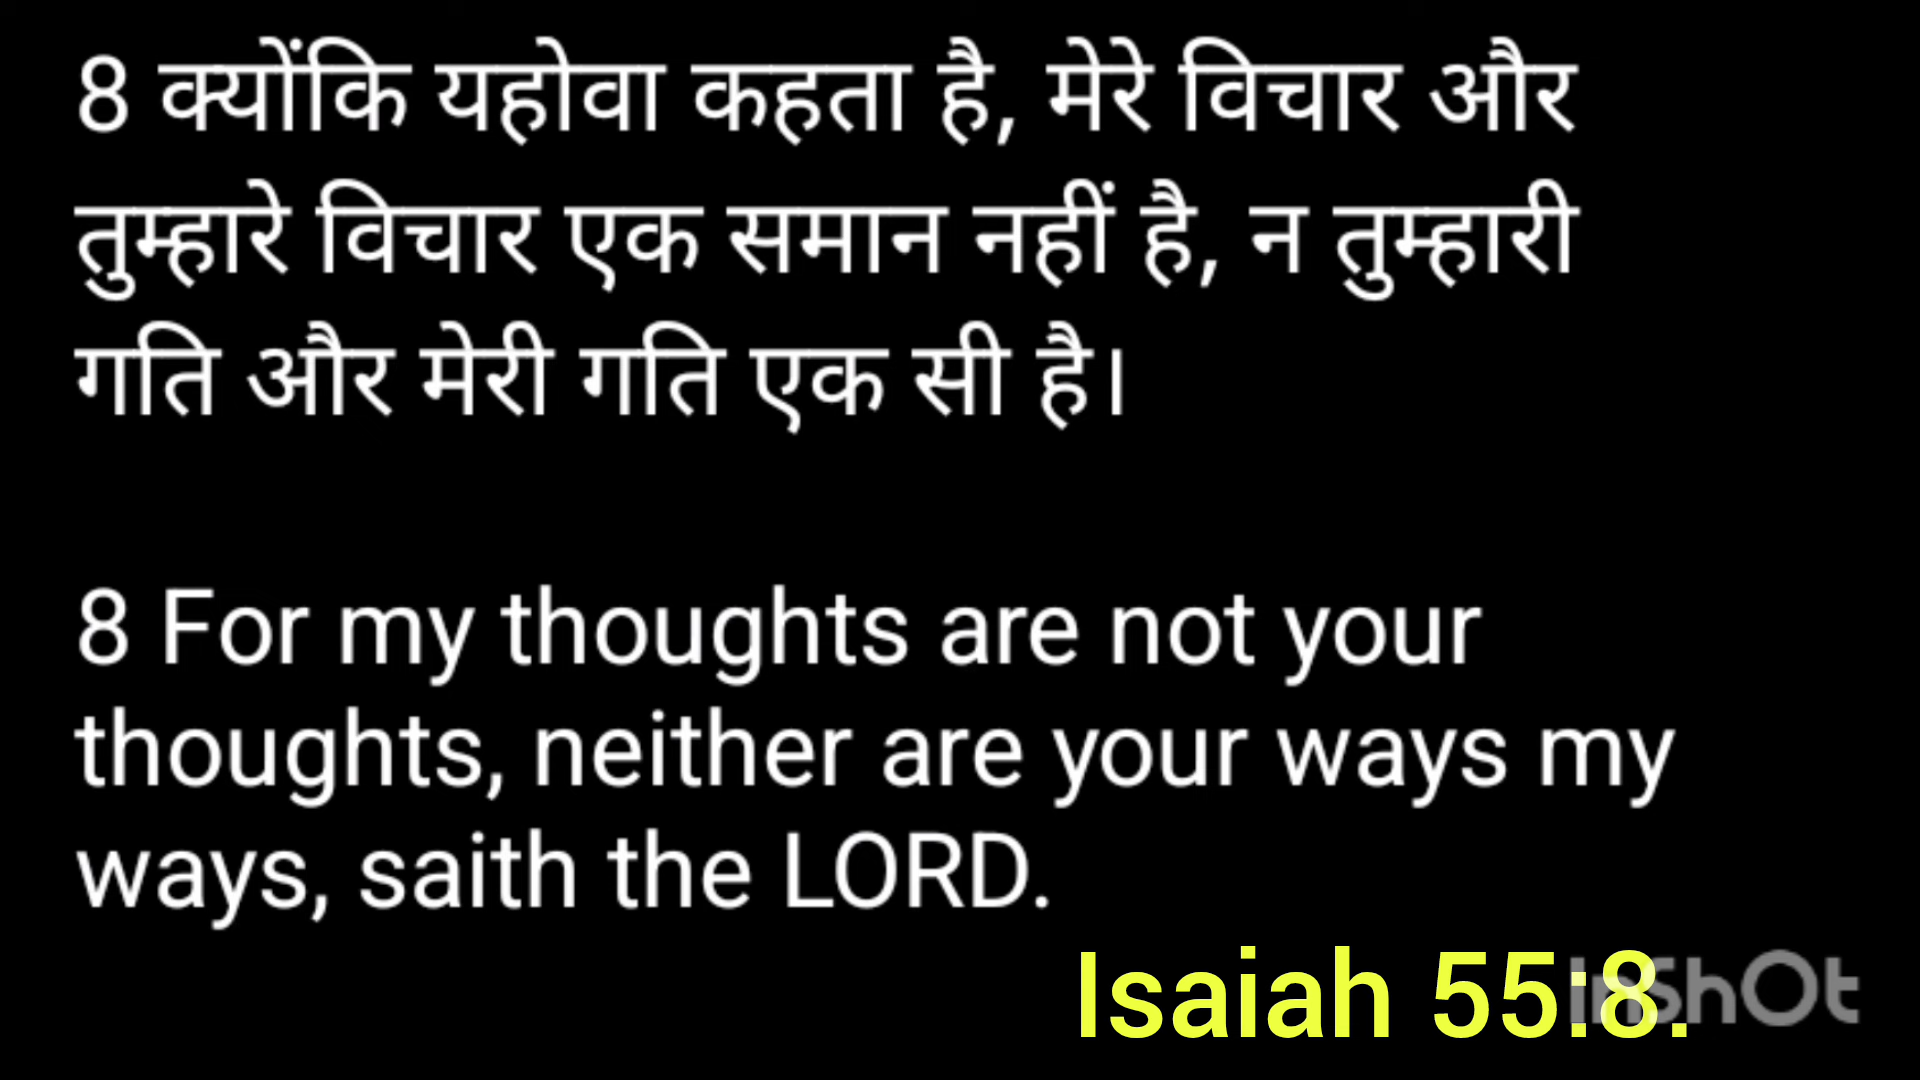 8 क्योंकि यहोवा कहता है, मेरे विचार और
तुम्हारे विचार एक समान नहीं है, न तुम्हारी
गति और मेरी गति एक सी है।
8 For my thoughts are not your
thoughts, neither are your ways my
ways, saith the LORD.
Isaiah 55:8.
inShOt